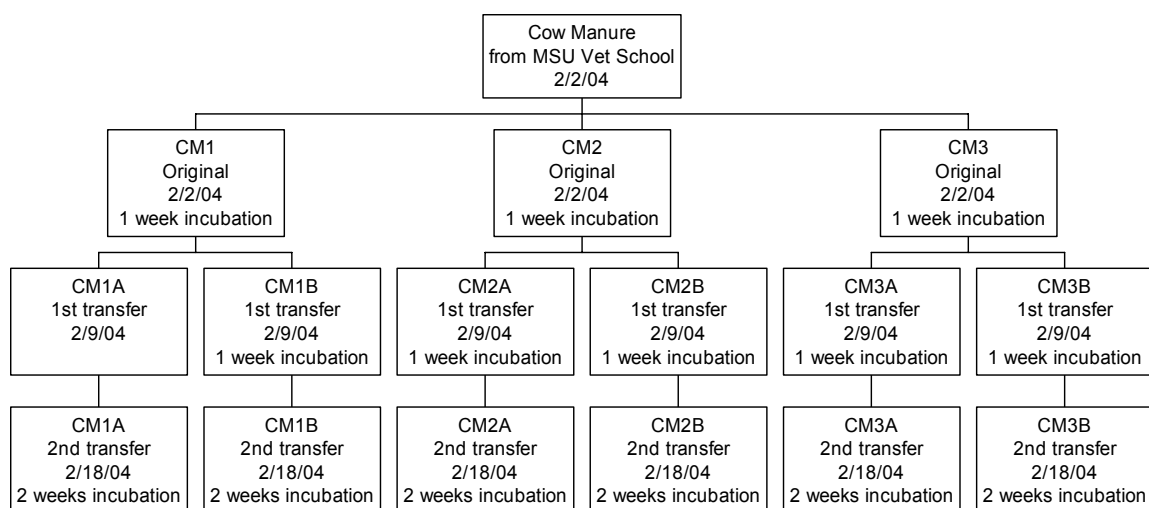 Cow Manure
from MSU Vet School
2/2/04
CM1
Original
2/2/04
1 week incubation
CM2
Original
2/2/04
1 week incubation
CM3
Original
2/2/04
1 week incubation
CM1A
1st transfer
2/9/04
CM1B
1st transfer
2/9/04
1 week incubation
CM2A
1st transfer
2/9/04
1 week incubation
CM2B
1st transfer
2/9/04
1 week incubation
CM3A
1st transfer
2/9/04
1 week incubation
CM3B
1st transfer
2/9/04
1 week incubation
CM1A
2nd transfer
2/18/04
2 weeks incubation
CM1B
2nd transfer
2/18/04
2 weeks incubation
CM2A
2nd transfer
2/18/04
2 weeks incubation
CM2B
2nd transfer
2/18/04
2 weeks incubation
CM3A
2nd transfer
2/18/04
2 weeks incubation
CM3B
2nd transfer
2/18/04
2 weeks incubation